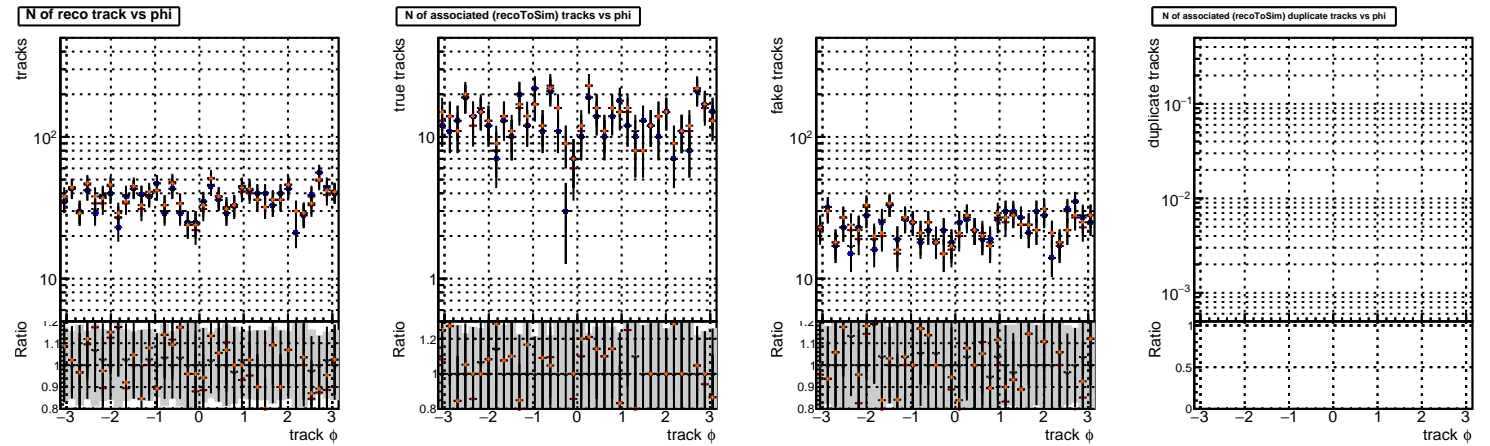 N of reco track vs phi
tracks
10²
10
Ratio
1.2
1.1
1
0.9
0.8
−3 −2 −1 0 1 2 3
track ϕ
N of associated (recoToSim) tracks vs phi
true tracks
10
1
Ratio
1.2
1
0.8
−3 −2 −1 0 1 2 3
track ϕ
fake tracks
10²
10
Ratio
1.2
1.1
1
0.9
0.8
−3 −2 −1 0 1 2 3
track ϕ
N of associated (recoToSim) duplicate tracks vs phi
duplicate tracks
10⁻¹
10⁻²
10⁻³
Ratio
1
0.5
0
−3 −2 −1 0 1 2 3
track ϕ